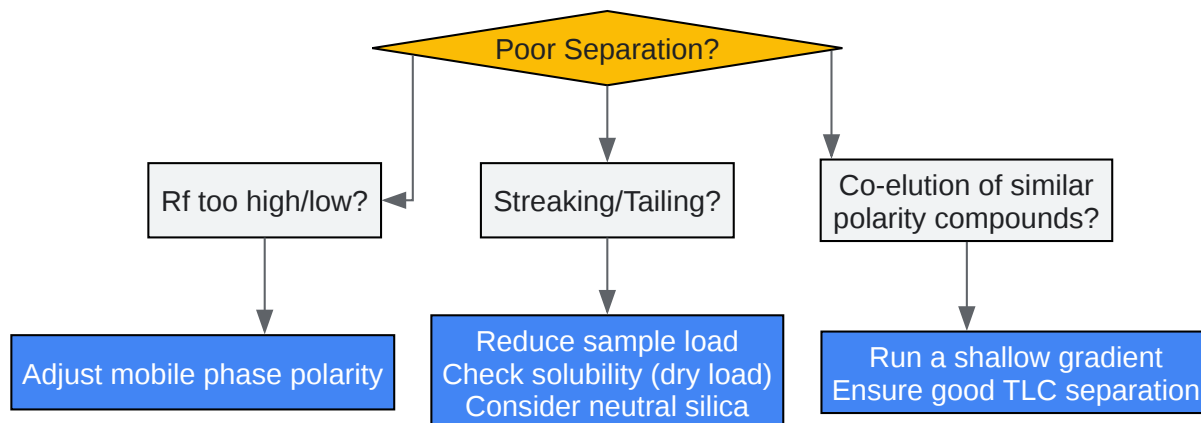 Poor Separation?
Rf too high/low?
Streaking/Tailing?
Co-elution of similar
polarity compounds?
Adjust mobile phase polarity
Reduce sample load
Check solubility (dry load)
Consider neutral silica
Run a shallow gradient
Ensure good TLC separation